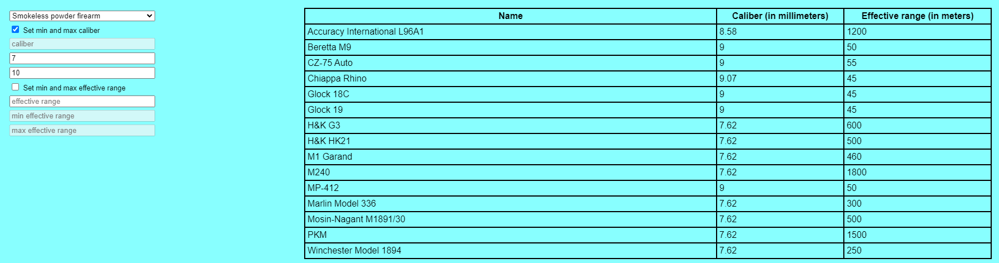 Smokeless powder firearm
Set min and max caliber
caliber
7
10
Set min and max effective range
effective range
min effective range
max effective range
Name Caliber (in millimeters) Effective range (in meters)
Accuracy International L96A1 8.58 1200
Beretta M9 9 50
CZ-75 Auto 9 55
Chiappa Rhino 9.07 45
Glock 18C 9 45
Glock 19 9 45
H&K G3 7.62 600
H&K HK21 7.62 500
M1 Garand 7.62 460
M240 7.62 1800
MP-412 9 50
Marlin Model 336 7.62 300
Mosin-Nagant M1891/30 7.62 500
PKM 7.62 1500
Winchester Model 1894 7.62 250